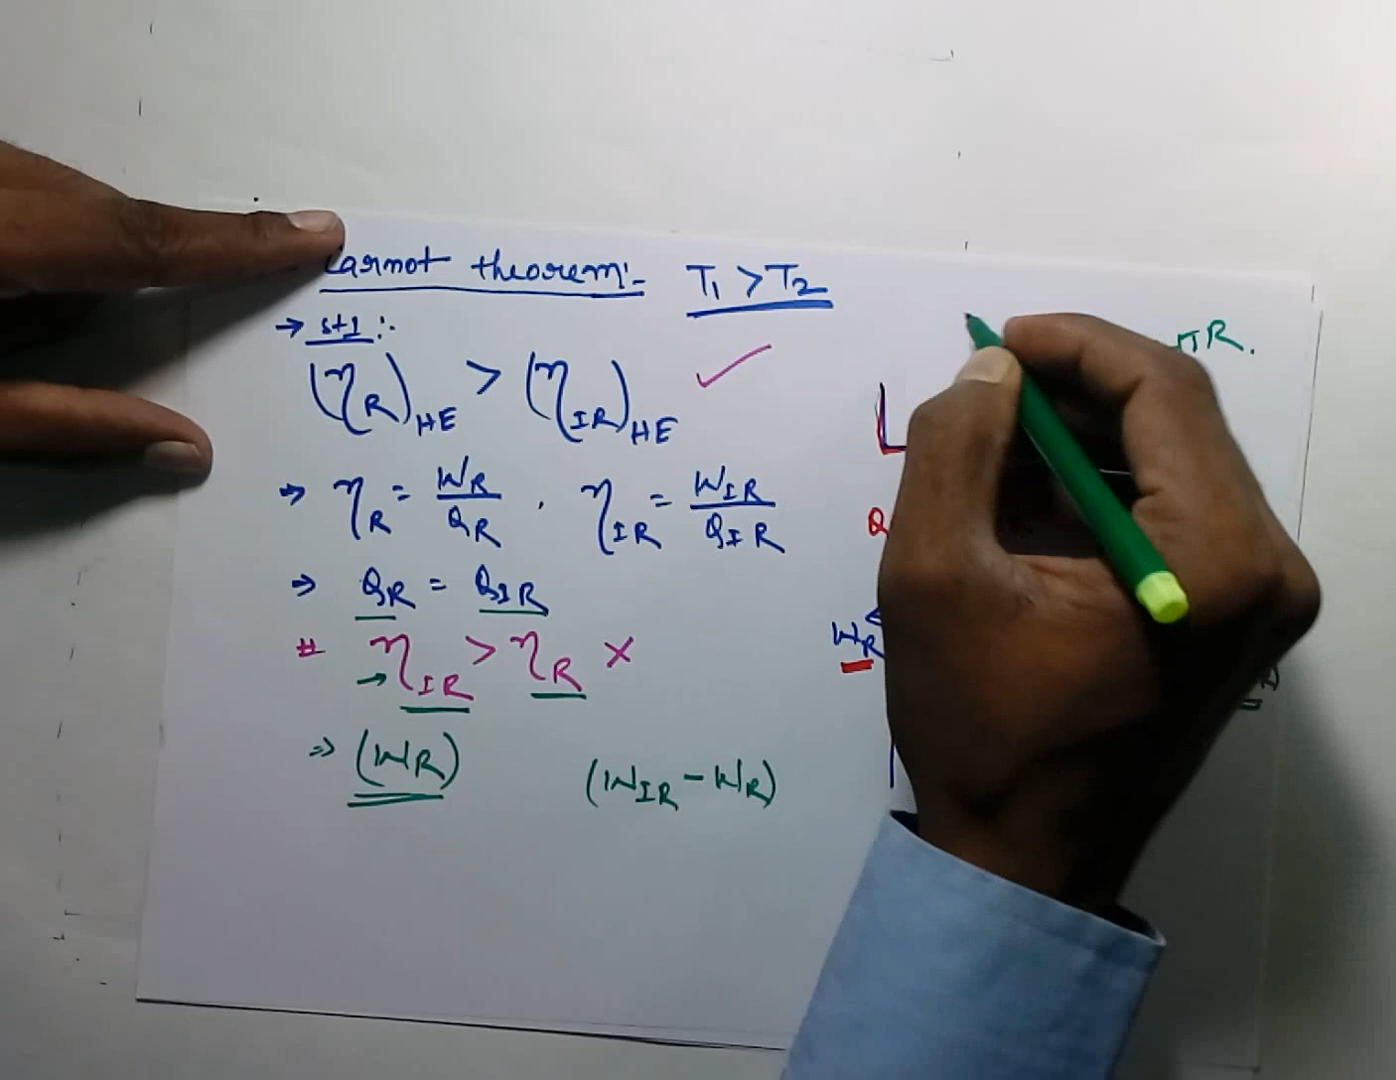 Carnot theorem:- T1 > T2
→ st1 :-
(ηR)HE > (ηIR)HE ✓
⇒ ηR = WR/QR . ηIR = WIR/QIR
⇒ QR = QIR
# → ηIR > ηR ×
⇒ (WR) (WIR - WR)
R.
Q
WR